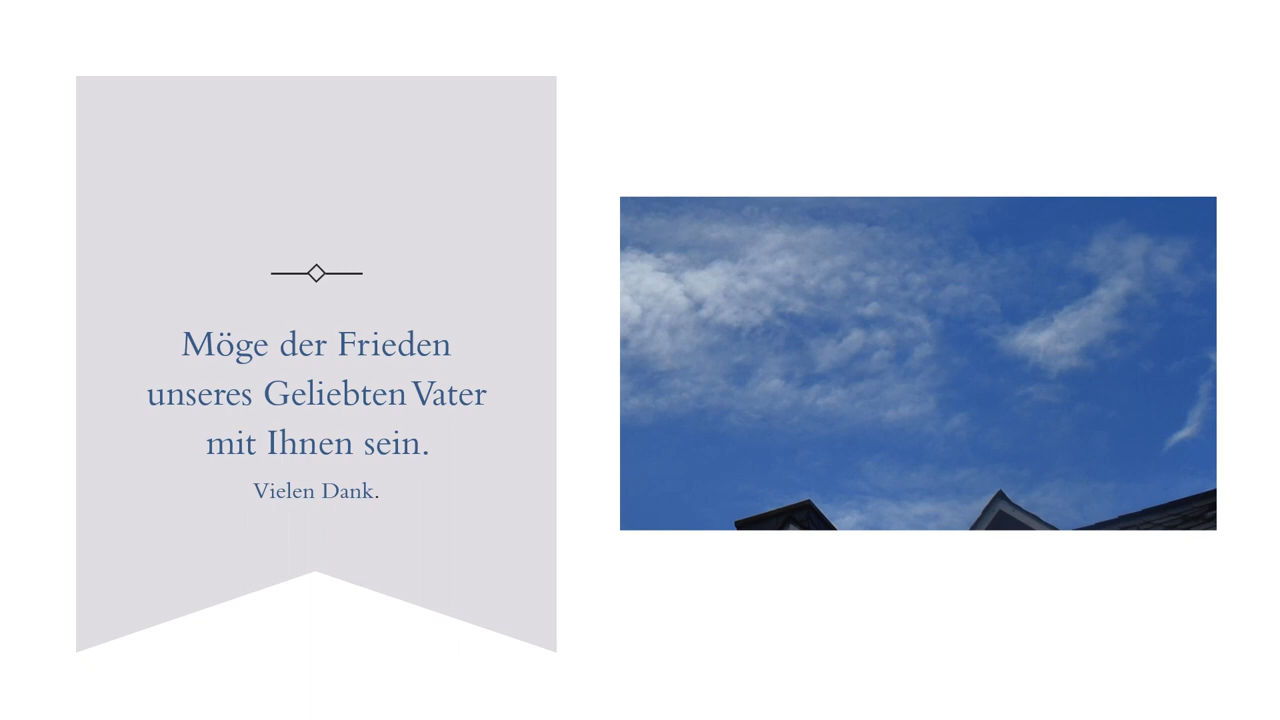 Möge der Frieden
unseres Geliebten Vater
mit Ihnen sein.
Vielen Dank.